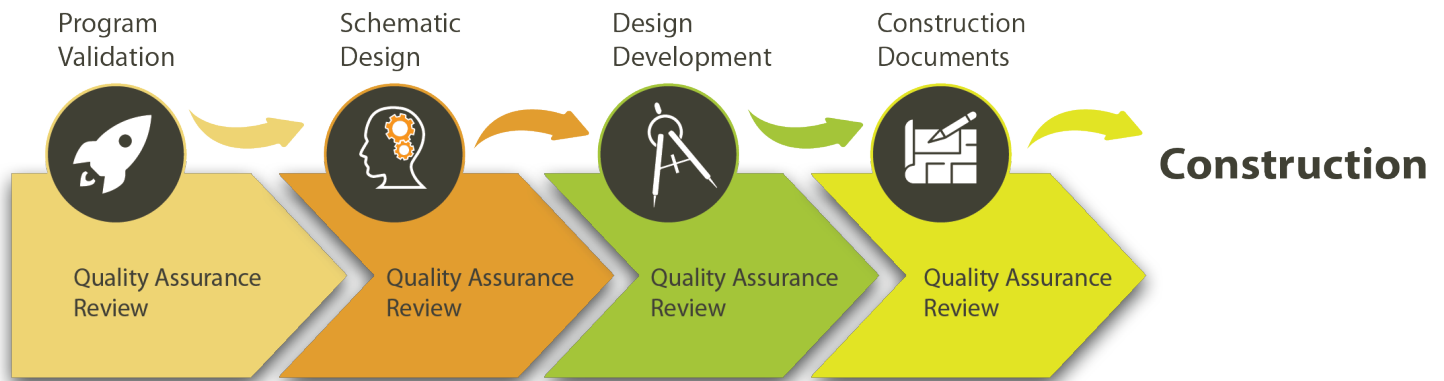 Program
Validation
Schematic
Design
Design
Development
Construction
Documents
Construction
Quality Assurance
Review
Quality Assurance
Review
Quality Assurance
Review
Quality Assurance
Review